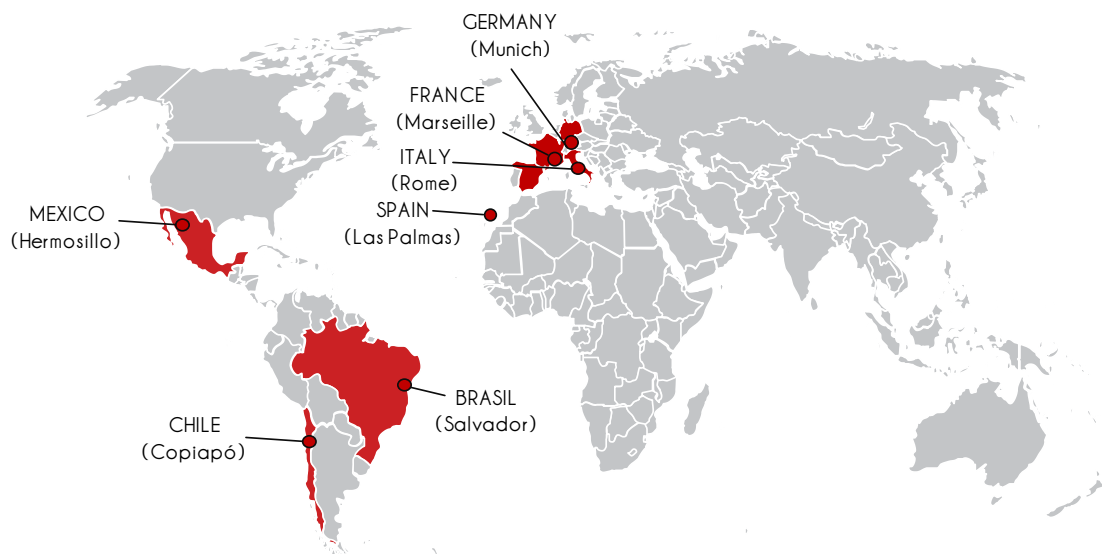 GERMANY
(Munich)
FRANCE
(Marseille)
ITALY
(Rome)
SPAIN
(Las Palmas)
MEXICO
(Hermosillo)
BRASIL
(Salvador)
CHILE
(Copiapó)